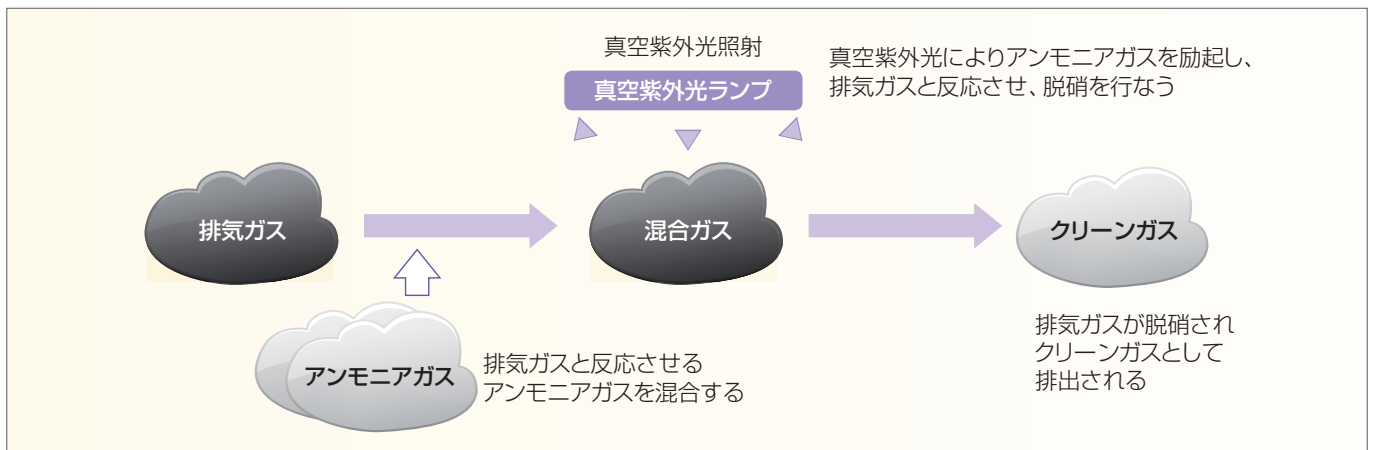 真空紫外光照射
真空紫外光ランプ
真空紫外光によりアンモニアガスを励起し、
排気ガスと反応させ、脱硝を行なう
排気ガス
混合ガス
クリーンガス
アンモニアガス
排気ガスと反応させる
アンモニアガスを混合する
排気ガスが脱硝され
クリーンガスとして
排出される